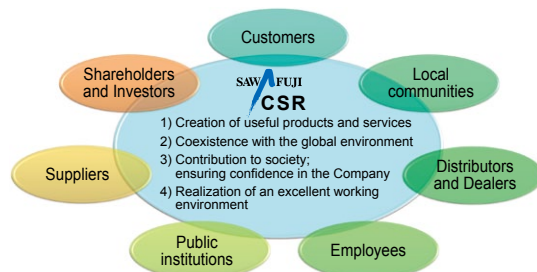 Customers
Shareholders
and Investors
Local
communities
SAWAFUJI
CSR
1) Creation of useful products and services
2) Coexistence with the global environment
3) Contribution to society;
ensuring confidence in the Company
4) Realization of an excellent working
environment
Suppliers
Distributors
and Dealers
Public
institutions
Employees